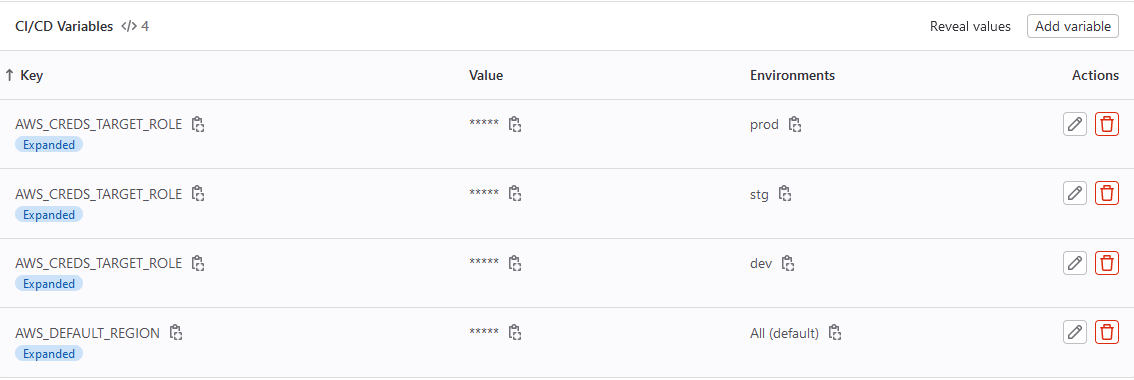 CI/CD Variables </> 4 Reveal values Add variable
↑ Key Value Environments Actions
AWS_CREDS_TARGET_ROLE ***** prod
Expanded
AWS_CREDS_TARGET_ROLE ***** stg
Expanded
AWS_CREDS_TARGET_ROLE ***** dev
Expanded
AWS_DEFAULT_REGION ***** All (default)
Expanded